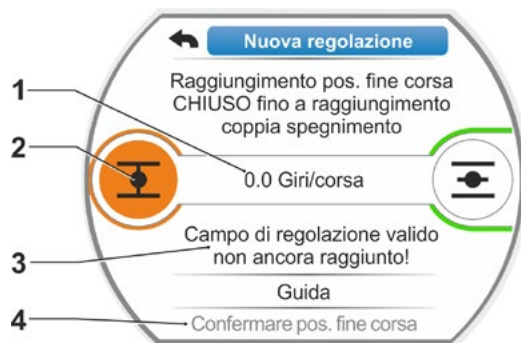 Nuova regolazione
Raggiungimento pos. fine corsa
CHIUSO fino a raggiungimento
coppia spegnimento
1
2
0.0 Giri/corsa
Campo di regolazione valido
3
non ancora raggiunto!
Guida
4
Confermare pos. fine corsa